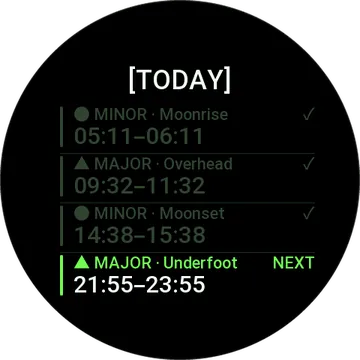 [TODAY]
● MINOR · Moonrise ✓
05:11–06:11
▲ MAJOR · Overhead ✓
09:32–11:32
● MINOR · Moonset ✓
14:38–15:38
▲ MAJOR · Underfoot NEXT
21:55–23:55